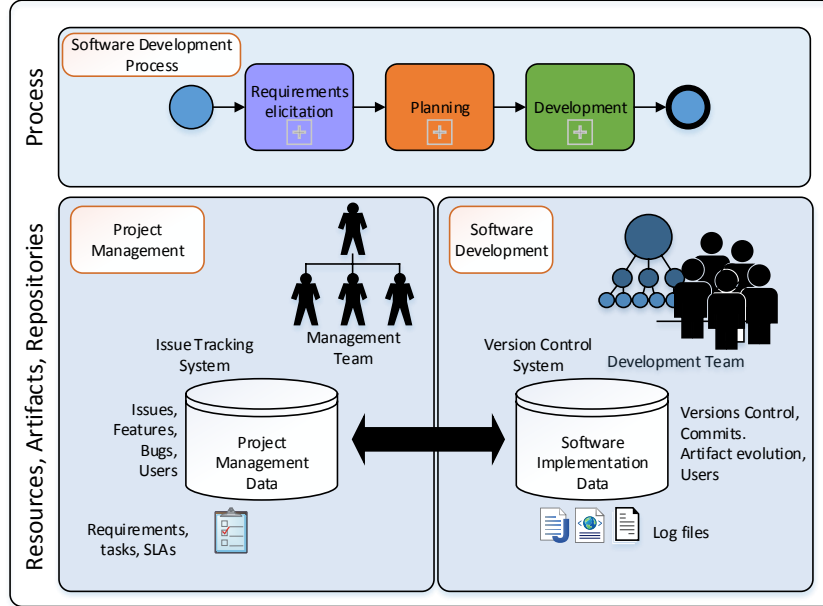 Process
Software Development
Process
Requirements
elicitation
Planning
Development
Resources, Artifacts, Repositories
Project
Management
Management
Team
Issue Tracking
System
Issues,
Features,
Bugs,
Users
Project
Management
Data
Requirements,
tasks, SLAs
Software
Development
Development Team
Version Control
System
Software
Implementation
Data
Versions Control,
Commits.
Artifact evolution,
Users
Log files